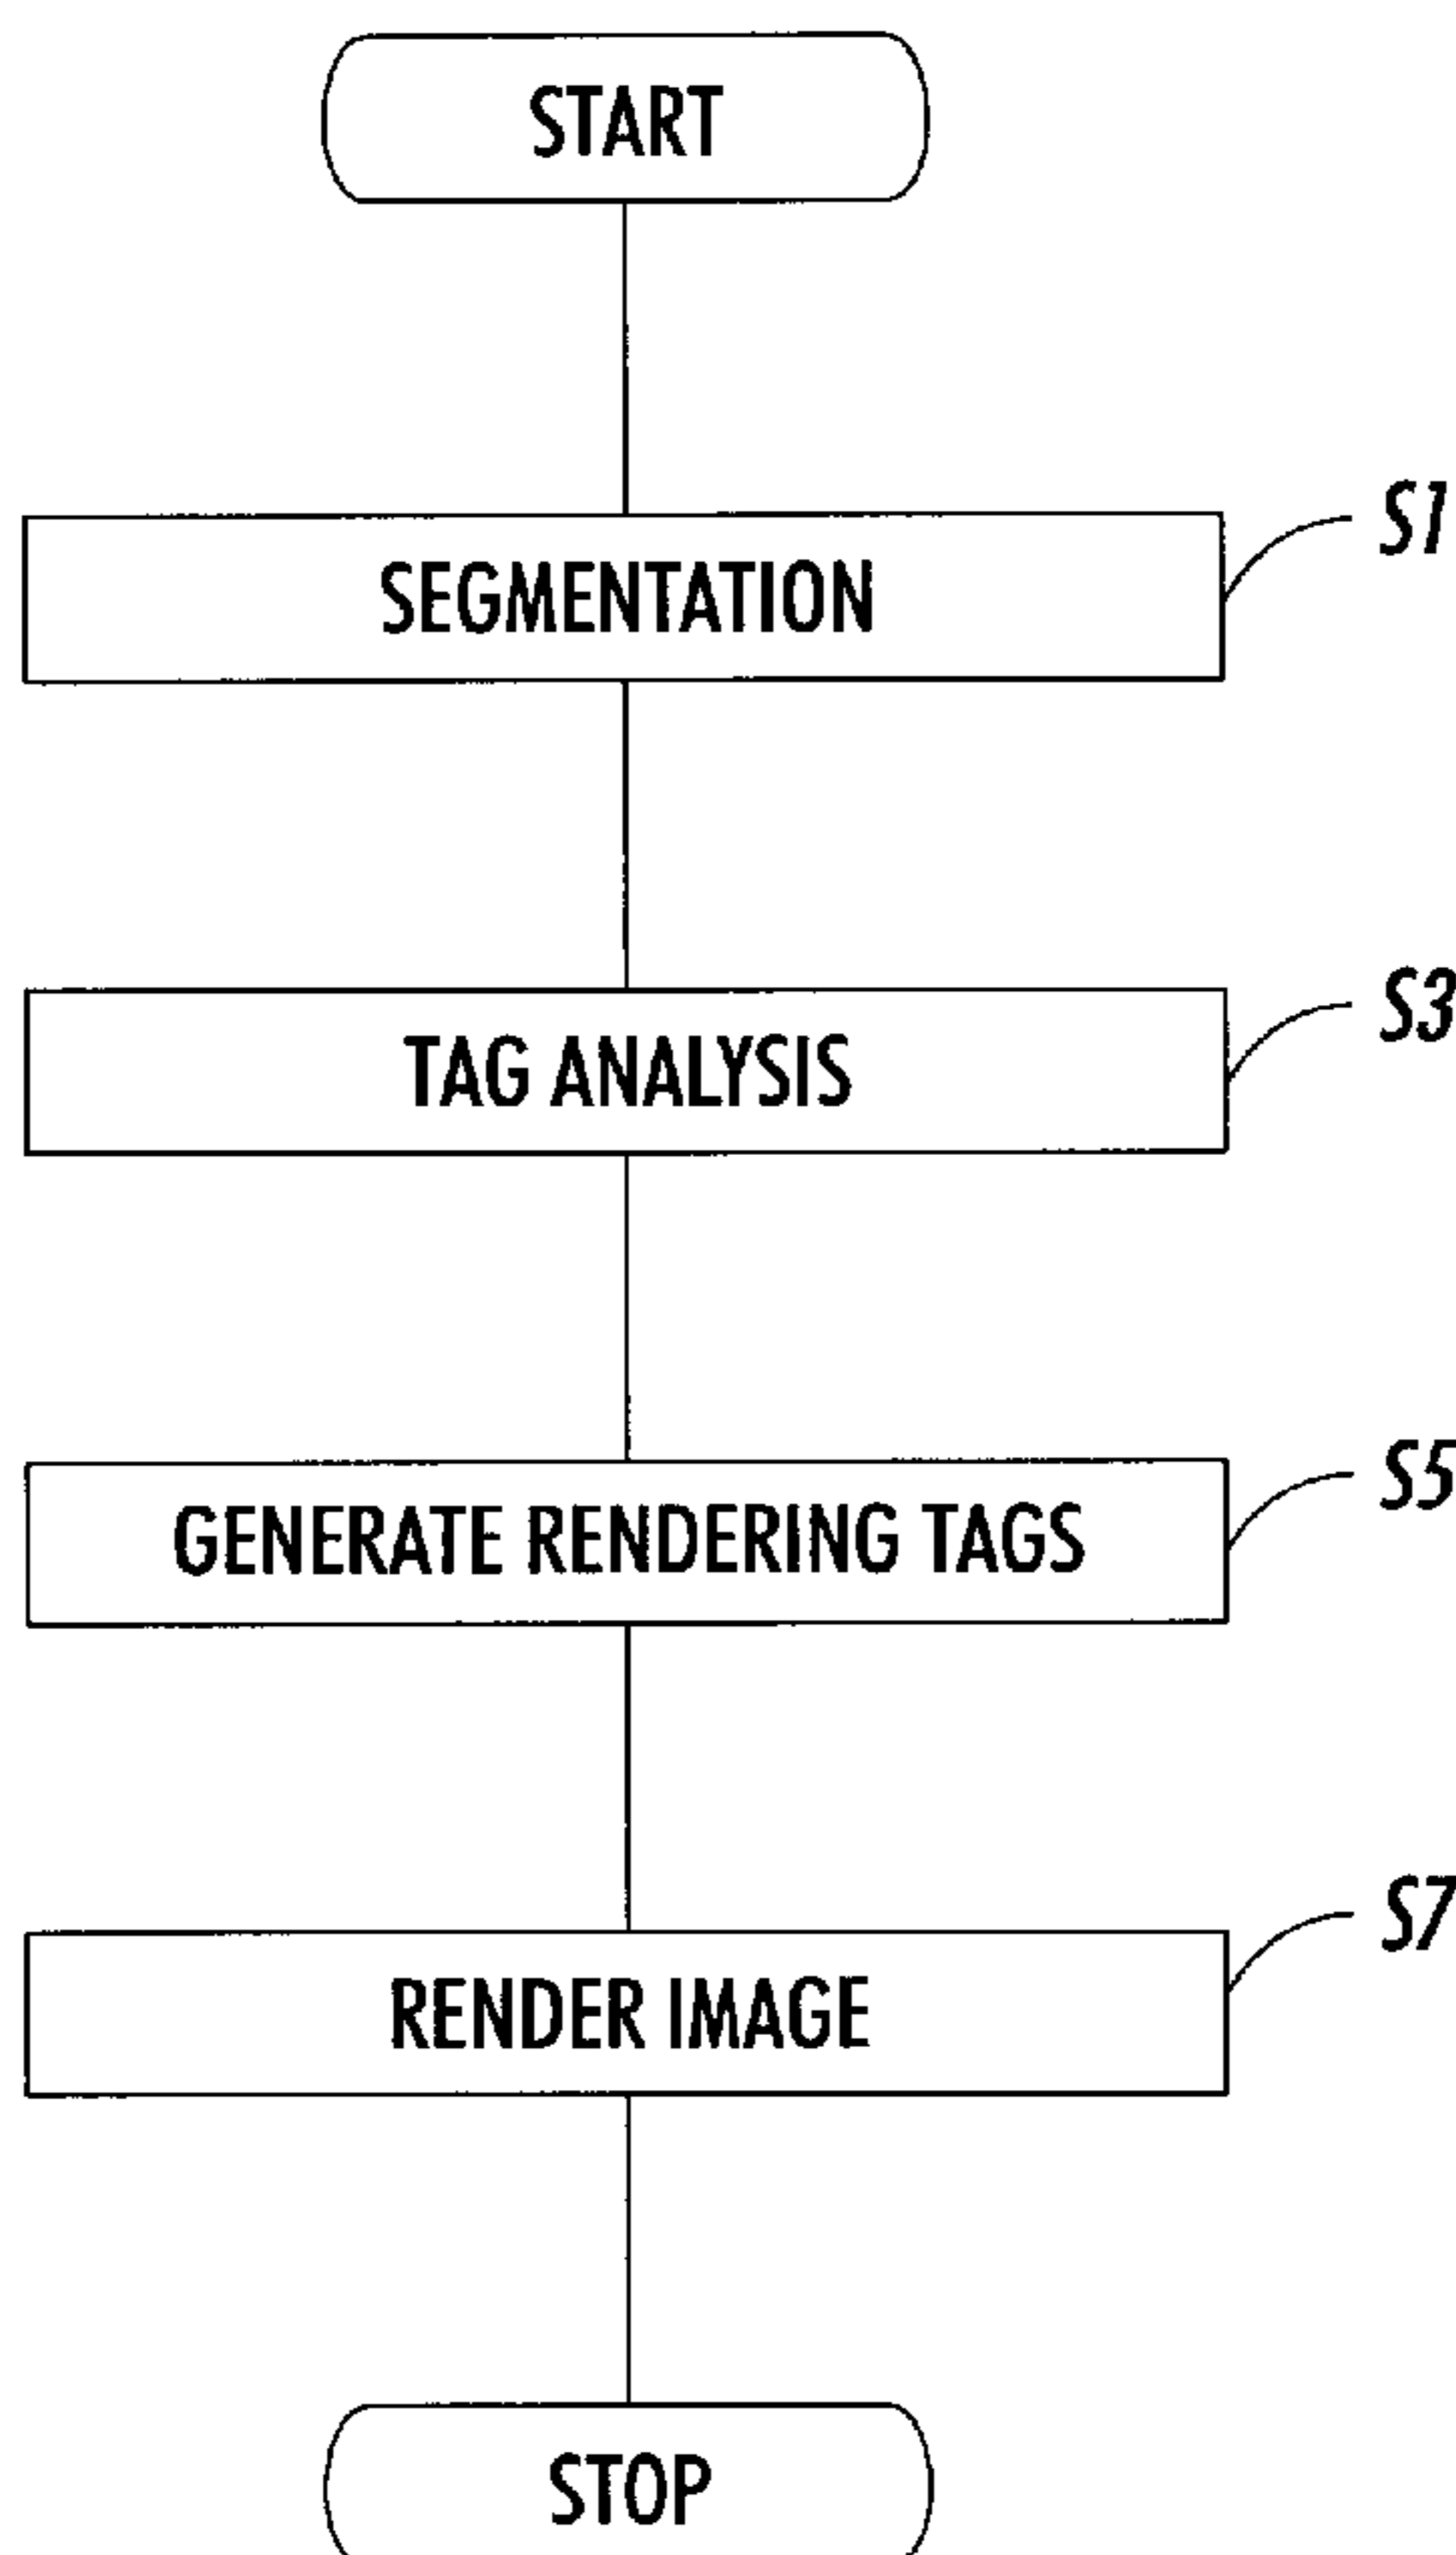 START
SEGMENTATION
S1
TAG ANALYSIS
S3
GENERATE RENDERING TAGS
S5
RENDER IMAGE
S7
STOP